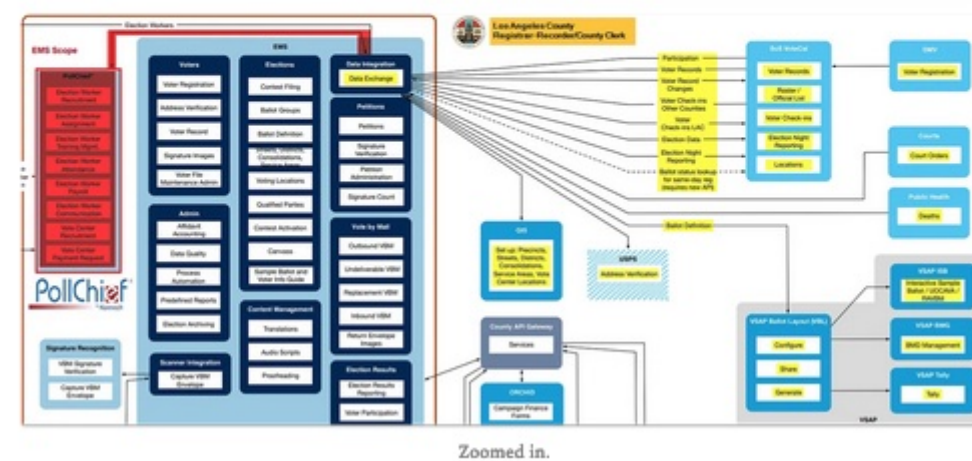 Election Workers
EMS Scope
Los Angeles County
Registrar-Recorder/County Clerk
PollChief
Election Worker
Recruitment
Election Worker
Assignment
Election Worker
Training Mgmt.
Election Worker
Attendance
Election Worker
Payroll
Election Worker
Communication
Vote Center
Recruitment
Vote Center
Payment Request
PollChief
Signature Recognition
VBM Signature
Verification
Capture VBM
Envelope
EMS
Voters
Voter Registration
Address Verification
Voter Record
Signature Images
Voter File
Maintenance Admin
Admin
Affidavit
Accounting
Data Quality
Process
Automation
Predefined Reports
Election Archiving
Scanner Integration
Capture VBM
Envelope
Elections
Contest Filing
Ballot Groups
Ballot Definition
Streets, Districts,
Consolidations,
Voting Locations
Qualified Parties
Contest Activation
Canvass
Sample Ballot and
Voter Info Guide
Content Management
Translations
Audio Scripts
Proofreading
Data Integration
Data Exchange
Petitions
Petitions
Signature
Verification
Petition
Administration
Signature Count
Vote by Mail
Outbound VBM
Undeliverable VBM
Replacement VBM
Inbound VBM
Return Envelope
Images
Election Results
Election Results
Reporting
Voter Participation
Participation
Voter Records
Voter Record
Changes
Voter Check-ins
Other Counties
Voter
Check-ins LAC
Election Data
Election Night
Reporting
Ballot status lookup
for same-day reg
(requires new API)
Ballot Definition
SoS VoteCal
Voter Records
Roster /
Official List
Voter Check-ins
Election Night
Reporting
Locations
DMV
Voter Registration
Courts
Court Orders
Public Health
Deaths
GIS
Set up: Precincts,
Streets, Districts,
Consolidations,
Service Areas, Vote
Center Locations
USPS
Address Verification
County API Gateway
Services
ORCHID
Campaign Finance
Forms
VSAP Ballot Layout (VBL)
Configure
Share
Generate
VSAP ISB
Interactive Sample
Ballot / UOCAVA /
RAVBM
VSAP BMG
BMD Management
VSAP Tally
Tally
VSAP
Zoomed in.